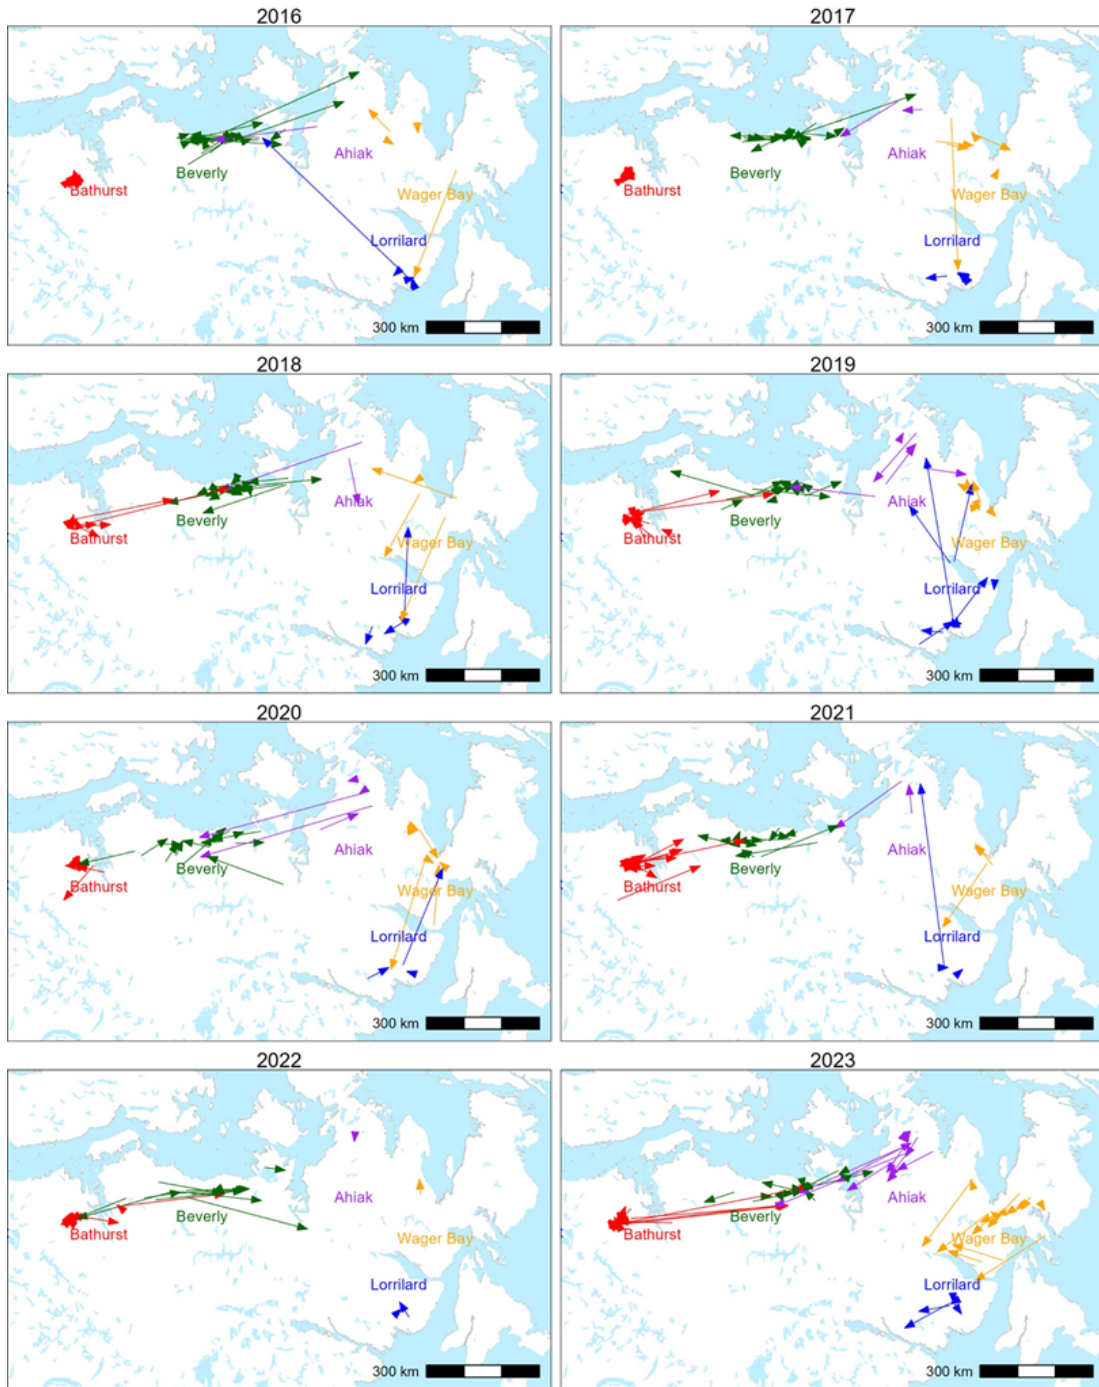 2016
2017
Ahiak
Beverly
Bathurst
Wager Bay
Lorrilard
300 km
Ahiak
Beverly
Bathurst
Wager Bay
Lorrilard
300 km
2018
2019
Ahiak
Beverly
Bathurst
Wager Bay
Lorrilard
300 km
Ahiak
Beverly
Bathurst
Wager Bay
Lorrilard
300 km
2020
2021
Ahiak
Beverly
Bathurst
Wager Bay
Lorrilard
300 km
Ahiak
Beverly
Bathurst
Wager Bay
Lorrilard
300 km
2022
2023
Ahiak
Beverly
Bathurst
Wager Bay
Lorrilard
300 km
Ahiak
Beverly
Bathurst
Wager Bay
Lorrilard
300 km